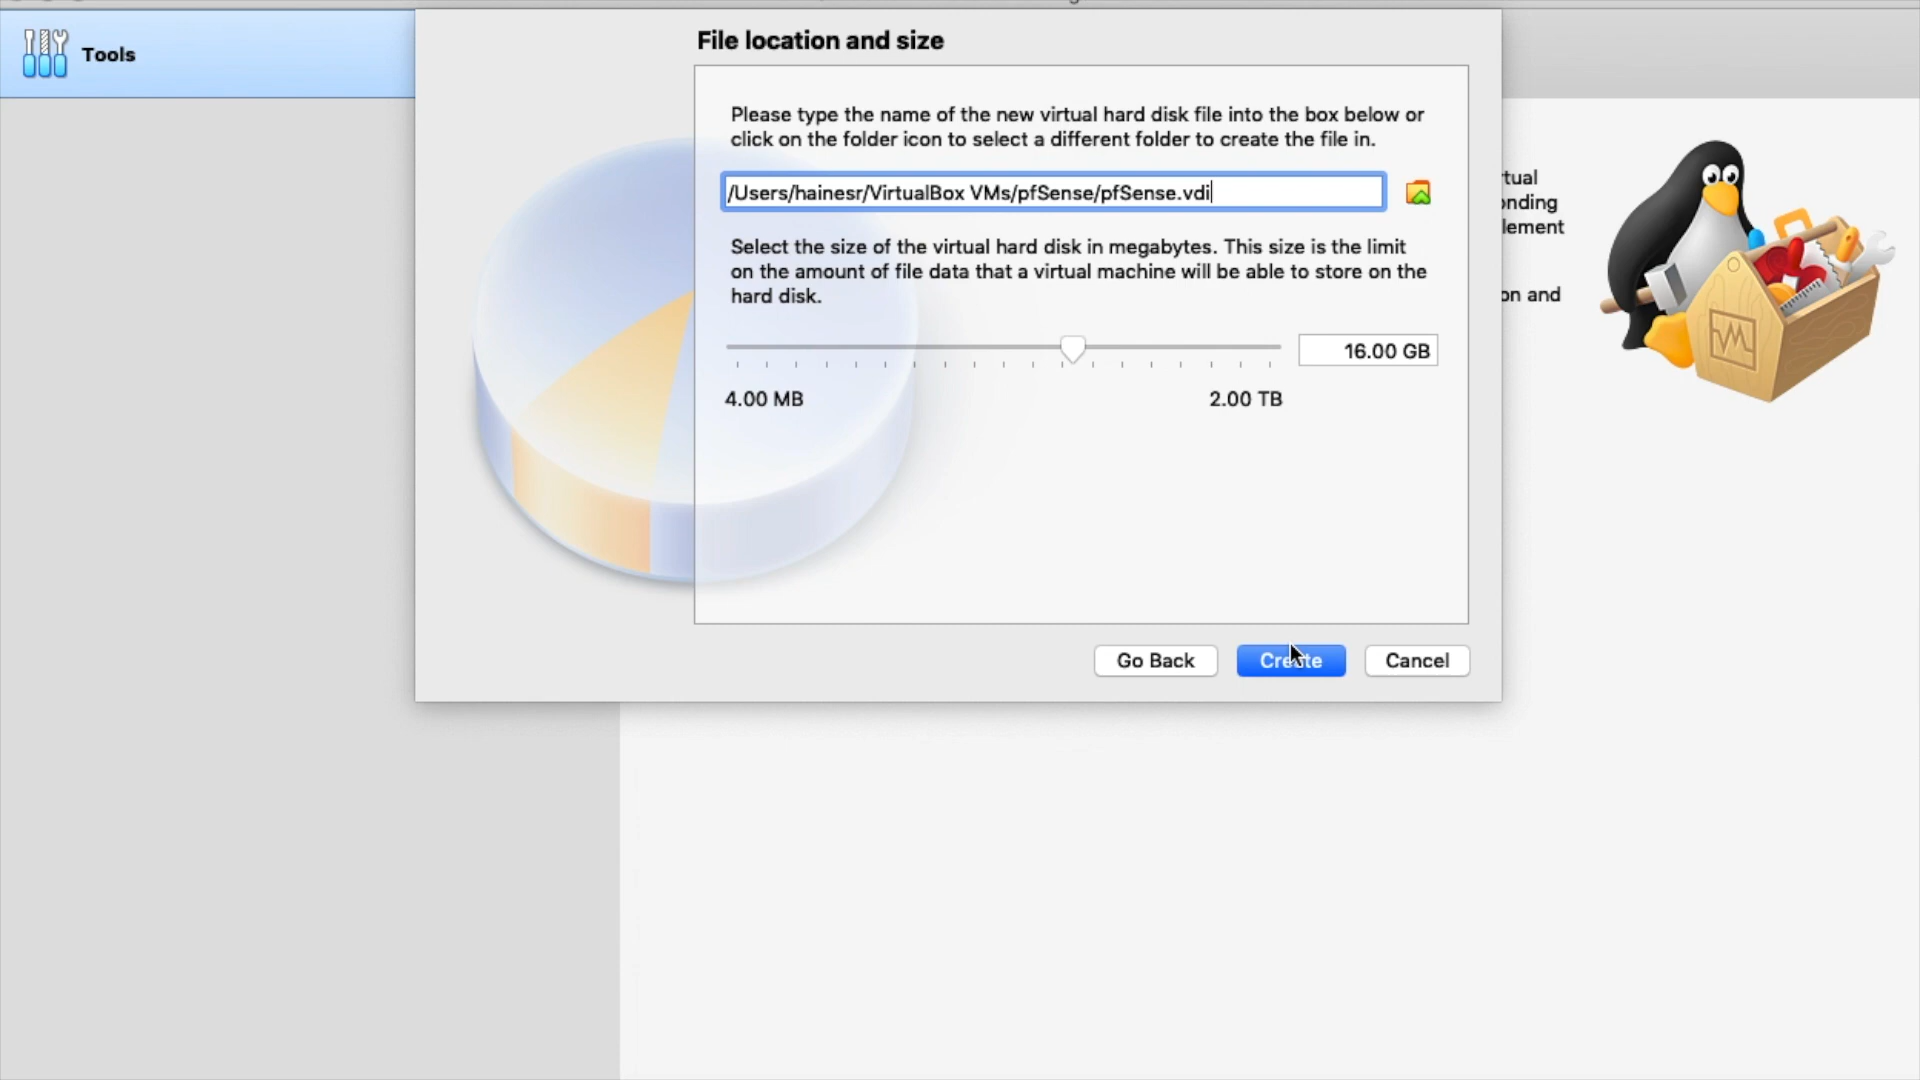 Tools
File location and size
Please type the name of the new virtual hard disk file into the box below or
click on the folder icon to select a different folder to create the file in.
/Users/hainesr/VirtualBox VMs/pfSense/pfSense.vdi
Select the size of the virtual hard disk in megabytes. This size is the limit
on the amount of file data that a virtual machine will be able to store on the
hard disk.
16.00 GB
4.00 MB
2.00 TB
Go Back
Create
Cancel
rtual
onding
lement
on and